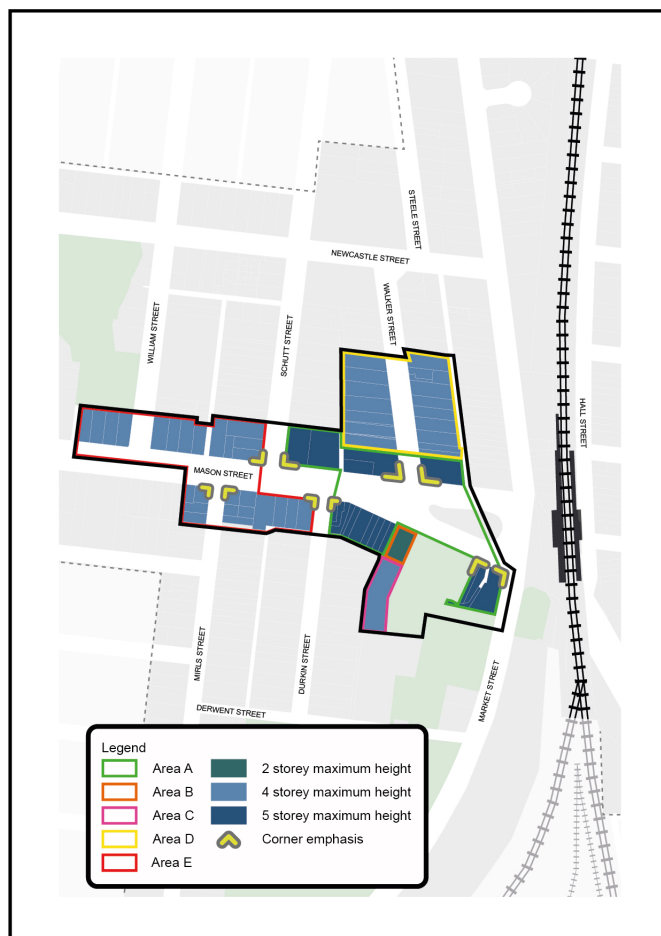 STEELE STREET
NEWCASTLE STREET
WALKER STREET
WILLIAM STREET
SCHUTT STREET
HALL STREET
MASON STREET
MIRLS STREET
DURKIN STREET
MARKET STREET
DERWENT STREET
Legend
Area A
2 storey maximum height
Area B
4 storey maximum height
Area C
5 storey maximum height
Area D
Corner emphasis
Area E